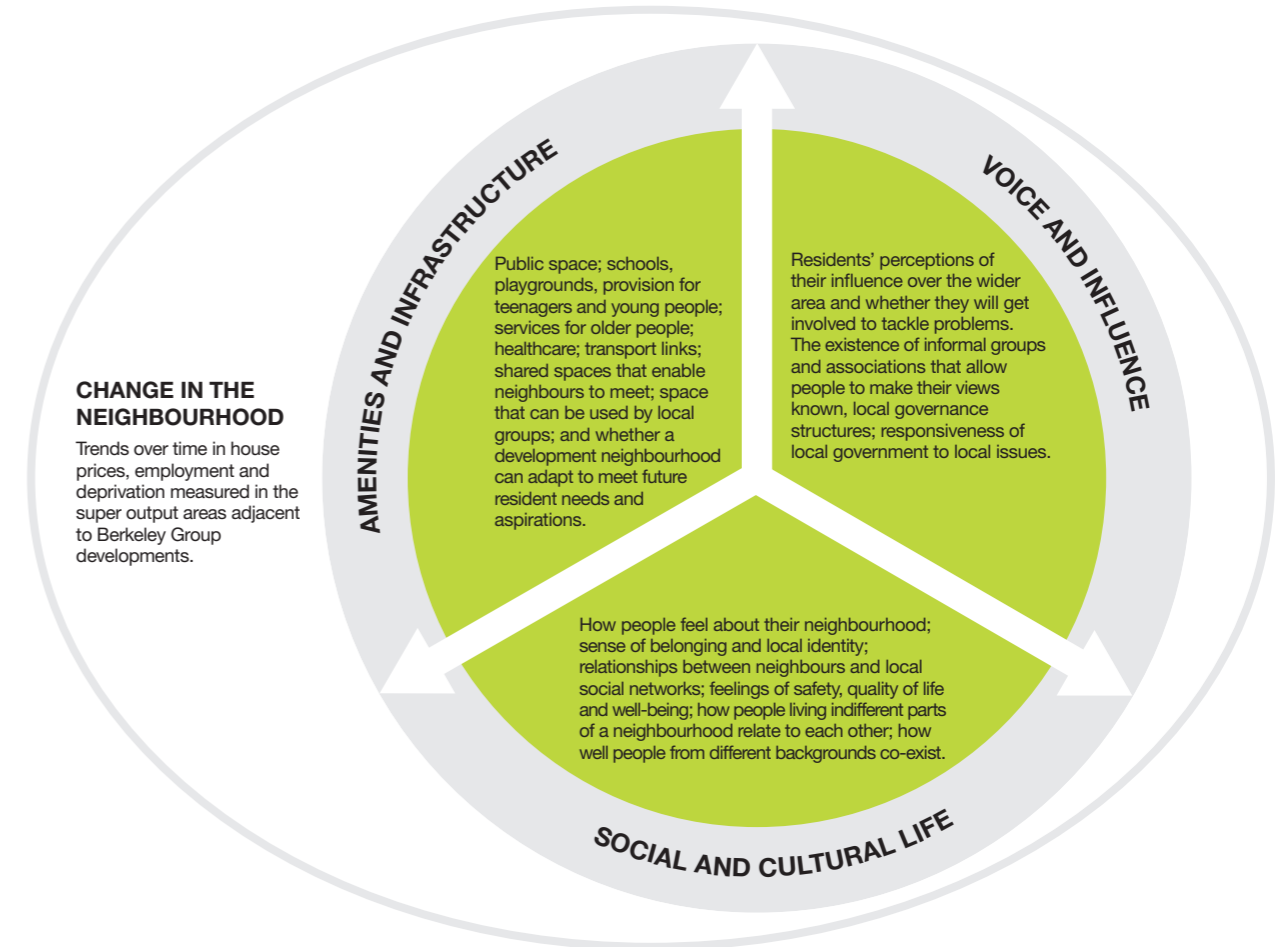 CHANGE IN THE
NEIGHBOURHOOD
Trends over time in house
prices, employment and
deprivation measured in the
super output areas adjacent
to Berkeley Group
developments.
AMENITIES AND INFRASTRUCTURE
Public space; schools,
playgrounds, provision for
teenagers and young people;
services for older people;
healthcare; transport links;
shared spaces that enable
neighbours to meet; space
that can be used by local
groups; and whether a
development neighbourhood
can adapt to meet future
resident needs and
aspirations.
VOICE AND INFLUENCE
Residents’ perceptions of
their influence over the wider
area and whether they will get
involved to tackle problems.
The existence of informal groups
and associations that allow
people to make their views
known, local governance
structures; responsiveness of
local government to local issues.
How people feel about their neighbourhood;
sense of belonging and local identity;
relationships between neighbours and local
social networks; feelings of safety, quality of life
and well-being; how people living indifferent parts
of a neighbourhood relate to each other; how
well people from different backgrounds co-exist.
SOCIAL AND CULTURAL LIFE